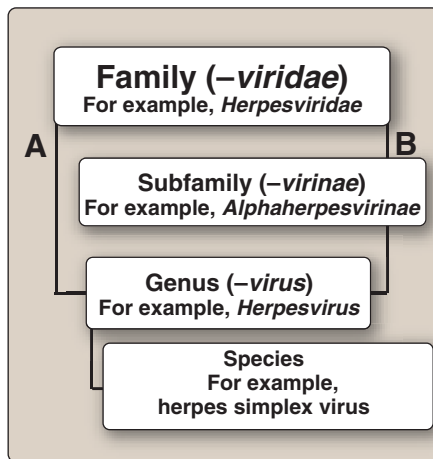 Family (–viridae)
For example, Herpesviridae
A
B
Subfamily (–virinae)
For example, Alphaherpesvirinae
Genus (–virus)
For example, Herpesvirus
Species
For example,
herpes simplex virus